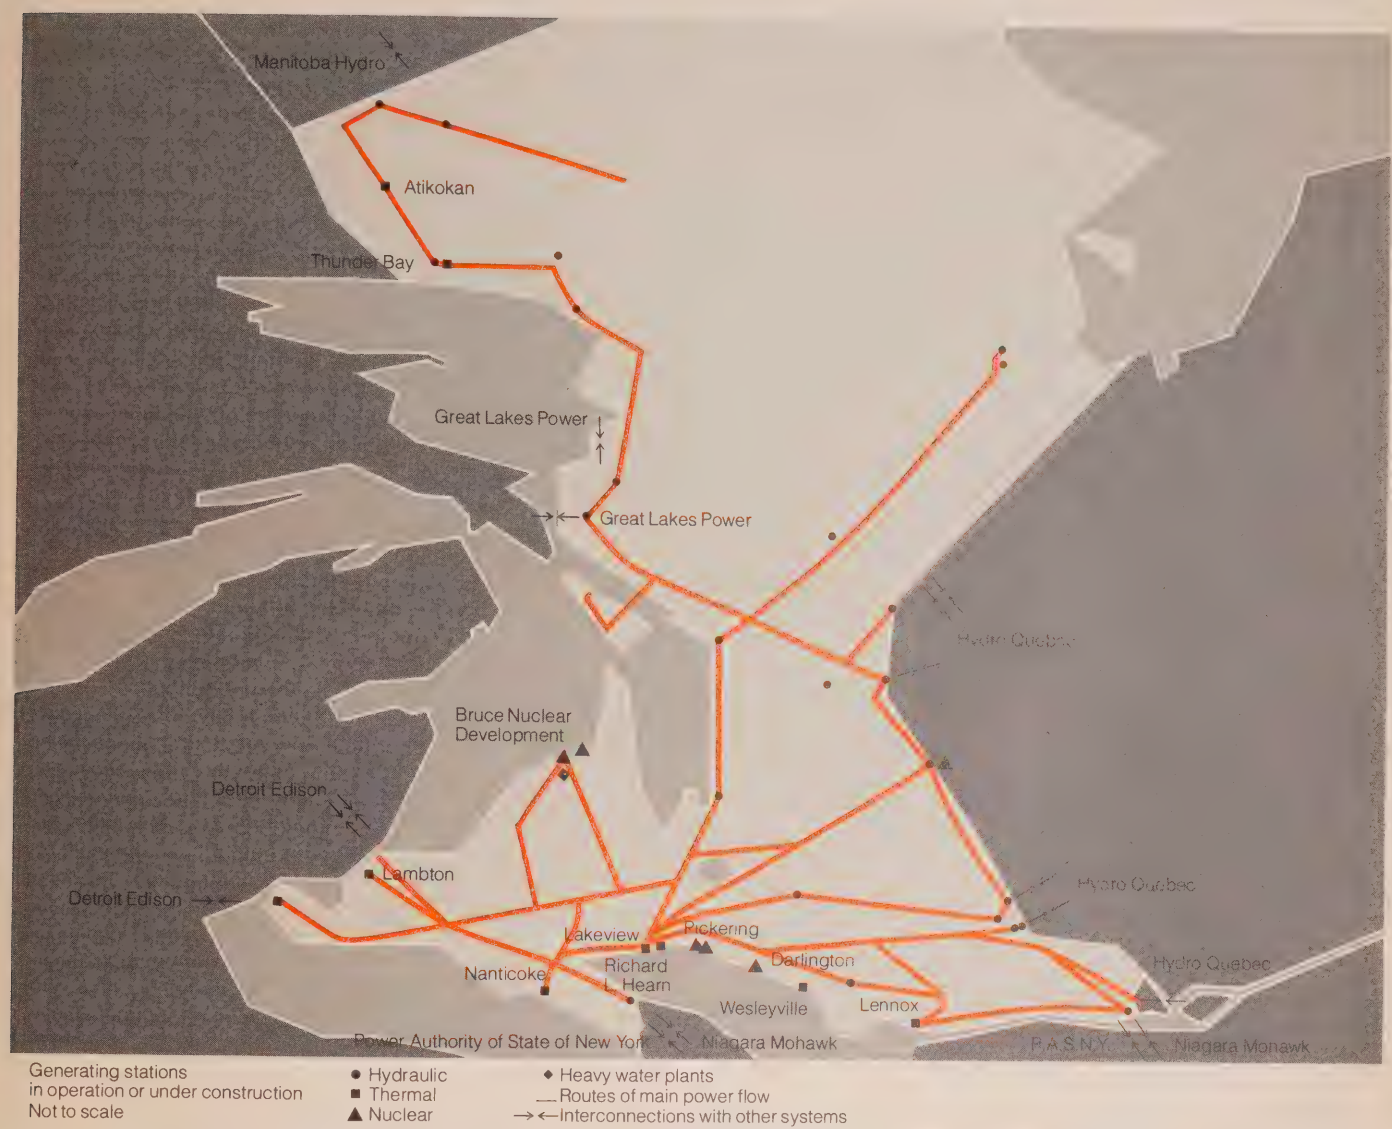 Manitoba Hydro
Atikokan
Thunder Bay
Great Lakes Power
Great Lakes Power
Hydro Quebec
Bruce Nuclear
Development
Detroit Edison
Lambton
Detroit Edison
Hydro Quebec
Lakeview
Pickering
Richard
L. Hearn
Darlington
Hydro Quebec
Nanticoke
Wesleyville
Lennox
Power Authority of State of New York
Niagara Mohawk
P.A.S.N.Y.
Niagara Mohawk
Generating stations
in operation or under construction
Not to scale
Hydraulic
Thermal
Nuclear
Heavy water plants
Routes of main power flow
Interconnections with other systems